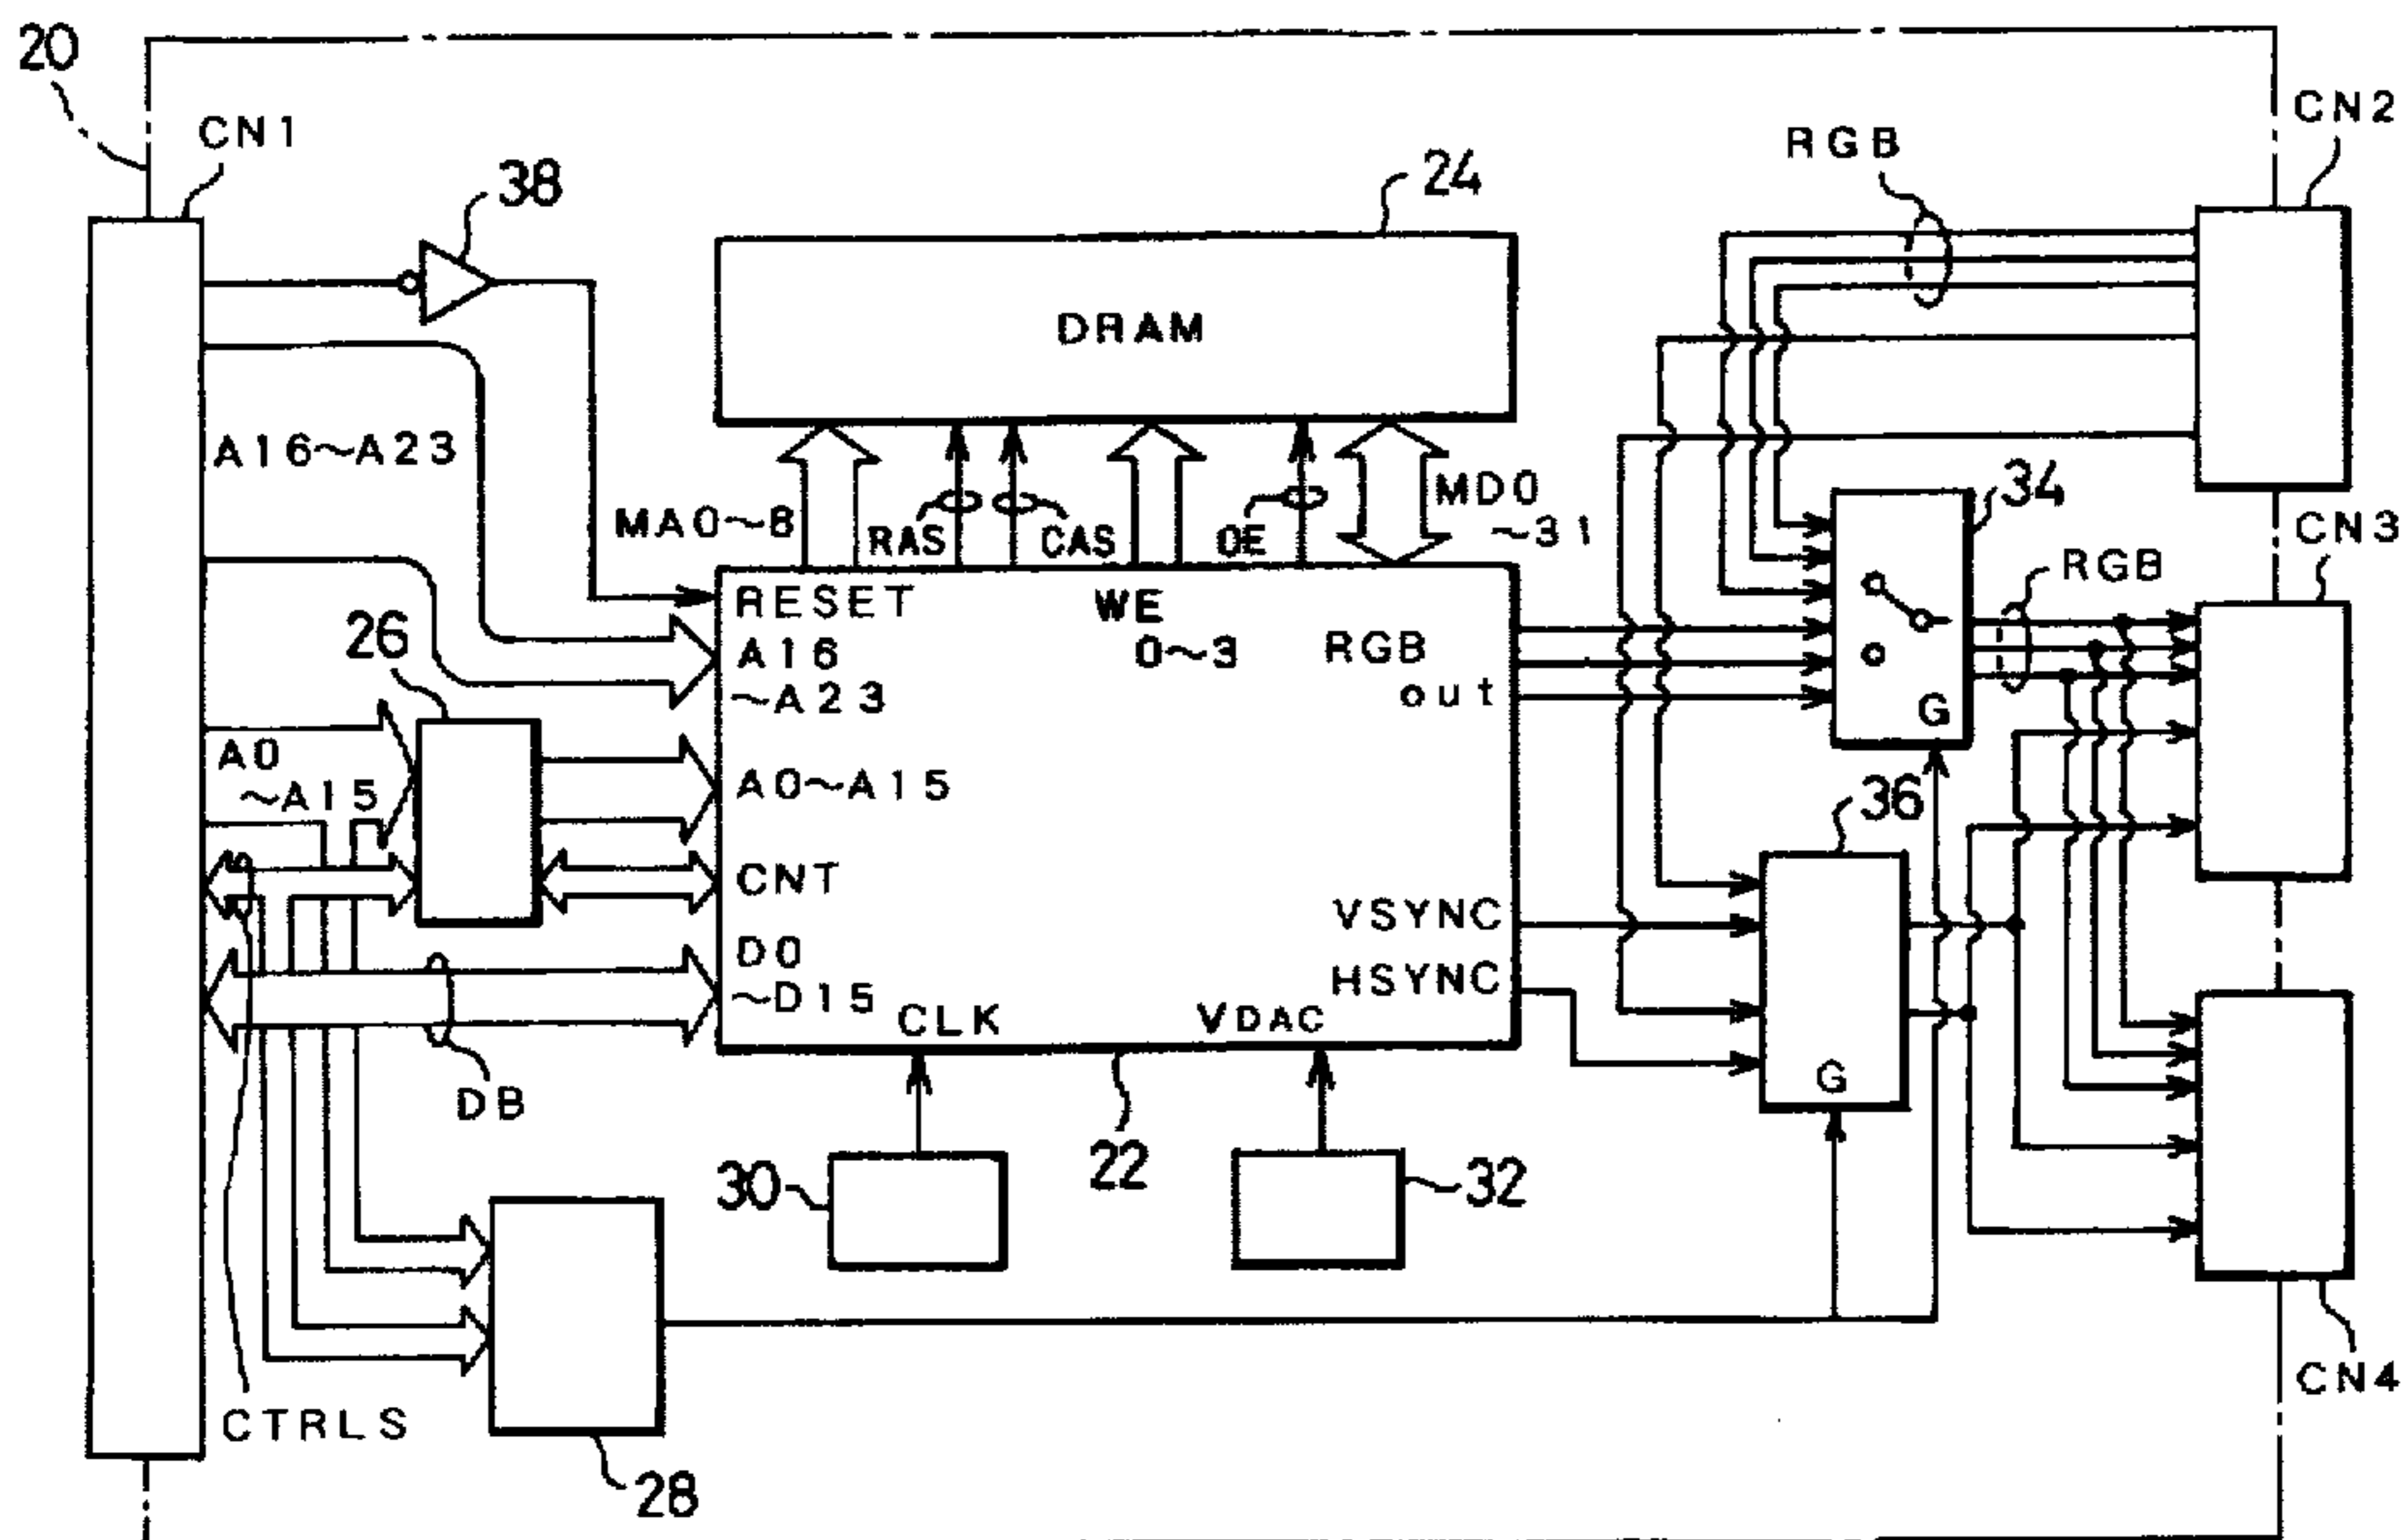 20
CN1
38
24
RGB
CN2
DRAM
A16~A23
MA0~8
RAS
CAS
OE
MD0
~31
34
CN3
RGB
RESET
WE
0~3
RGB
out
A16
~A23
26
G
A0
~A15
A0~A15
36
CNT
VSYNC
D0
~D15
HSYNC
CLK
VDAC
G
DB
30
22
32
CTRLS
28
CN4